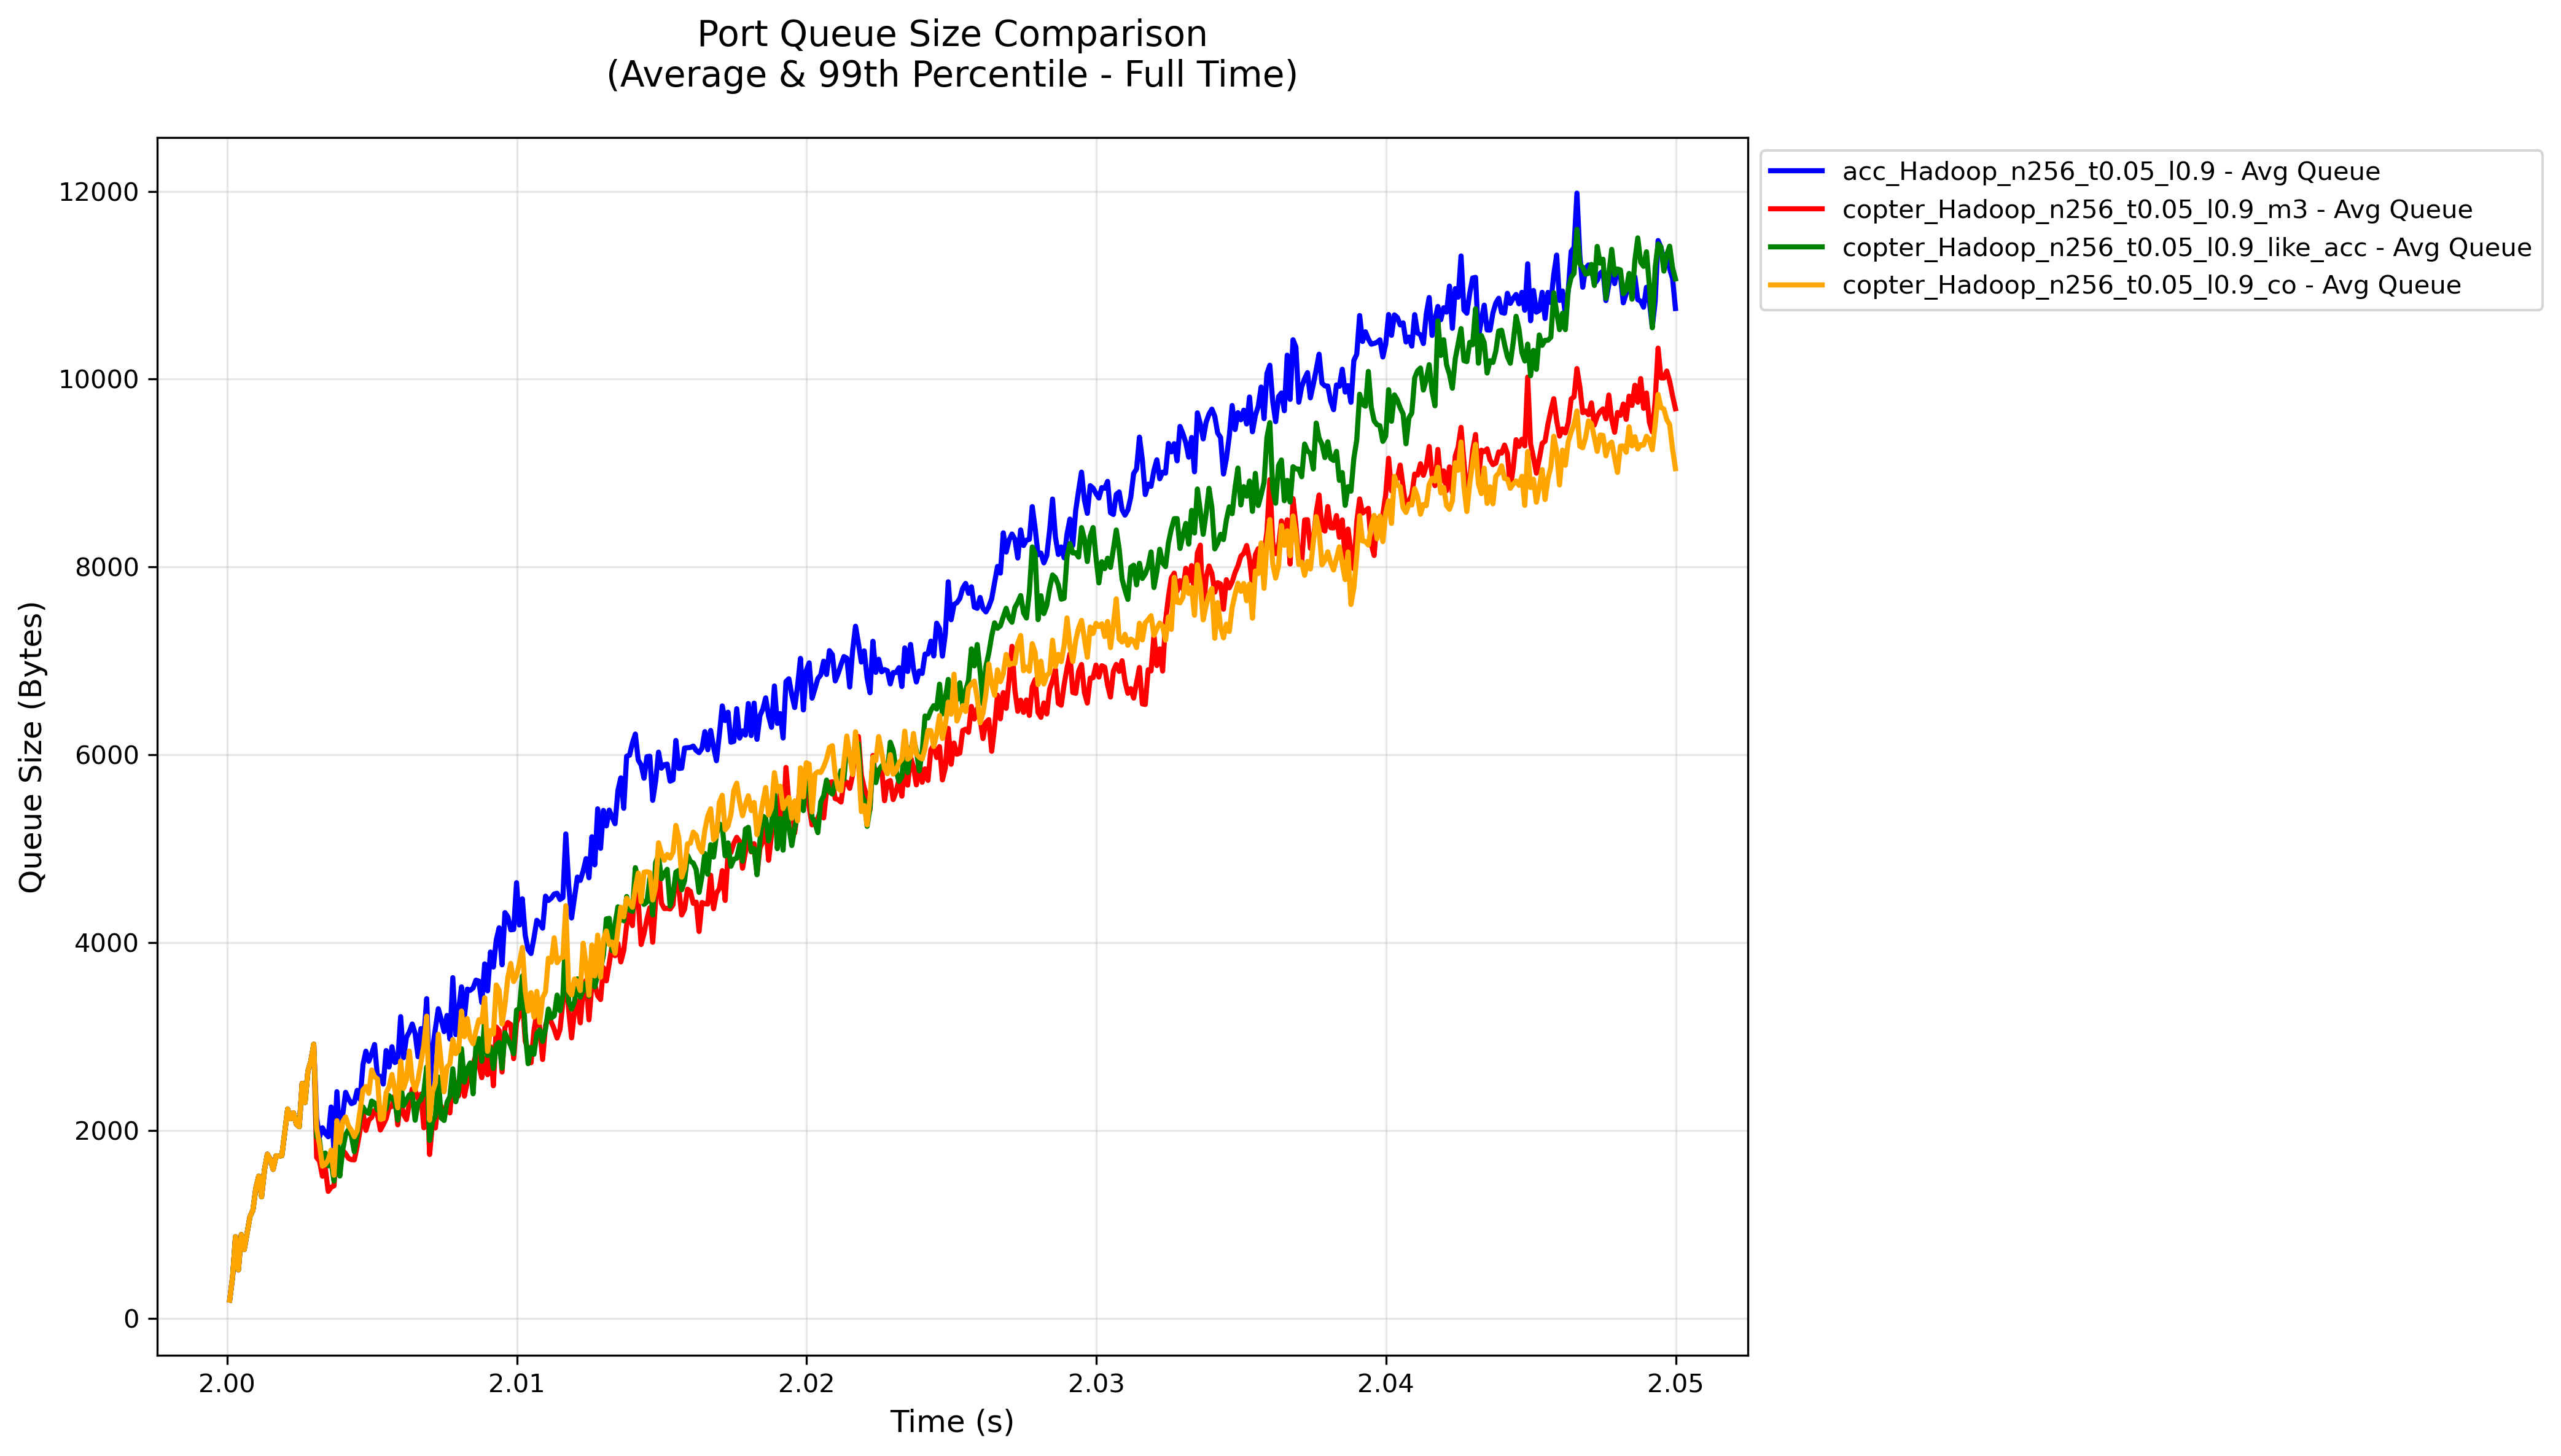 Port Queue Size Comparison
(Average & 99th Percentile - Full Time)
acc_Hadoop_n256_t0.05_l0.9 - Avg Queue
copter_Hadoop_n256_t0.05_l0.9_m3 - Avg Queue
copter_Hadoop_n256_t0.05_l0.9_like_acc - Avg Queue
copter_Hadoop_n256_t0.05_l0.9_co - Avg Queue
Queue Size (Bytes)
12000
10000
8000
6000
4000
2000
0
2.00
2.01
2.02
2.03
2.04
2.05
Time (s)